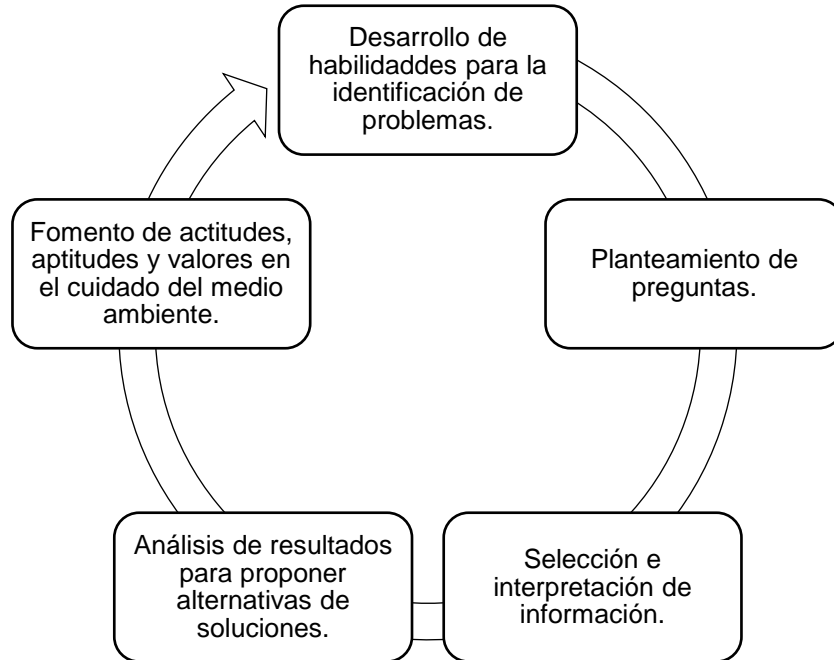 Desarrollo de
habilidaddes para la
identificación de
problemas.
Planteamiento de
preguntas.
Selección e
interpretación de
información.
Análisis de resultados
para proponer
alternativas de
soluciones.
Fomento de actitudes,
aptitudes y valores en
el cuidado del medio
ambiente.